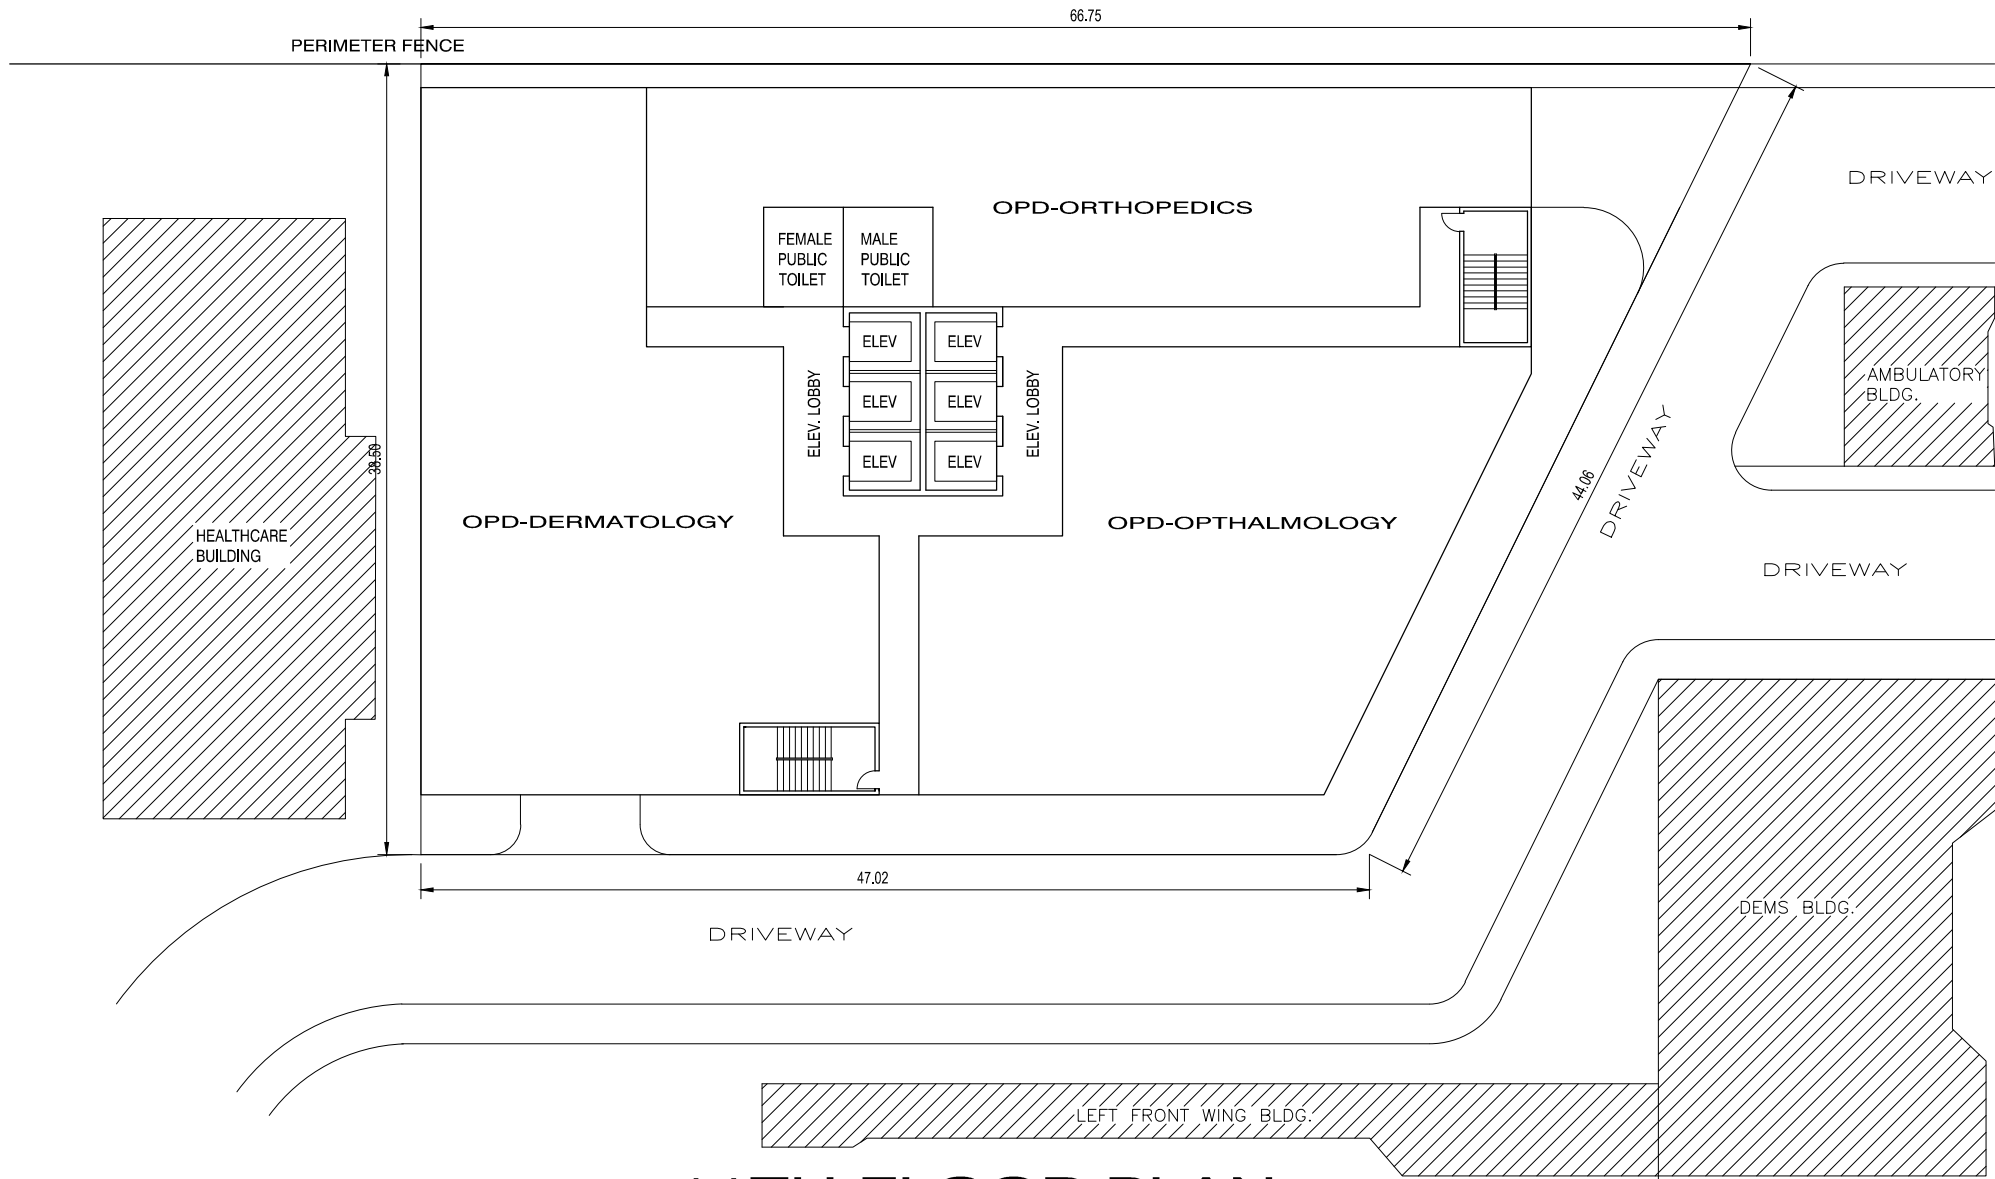 66.75
PERIMETER FENCE
DRIVEWAY
OPD-ORTHOPEDICS
FEMALE
PUBLIC
TOILET
MALE
PUBLIC
TOILET
ELEV
ELEV
AMBULATORY
BLDG.
ELEV. LOBBY
ELEV
ELEV
ELEV. LOBBY
38.50
ELEV
ELEV
44.06
DRIVEWAY
OPD-DERMATOLOGY
OPD-OPTHALMOLOGY
HEALTHCARE
BUILDING
DRIVEWAY
47.02
DEMS BLDG.
DRIVEWAY
LEFT FRONT WING BLDG.
FLOOR PLAN